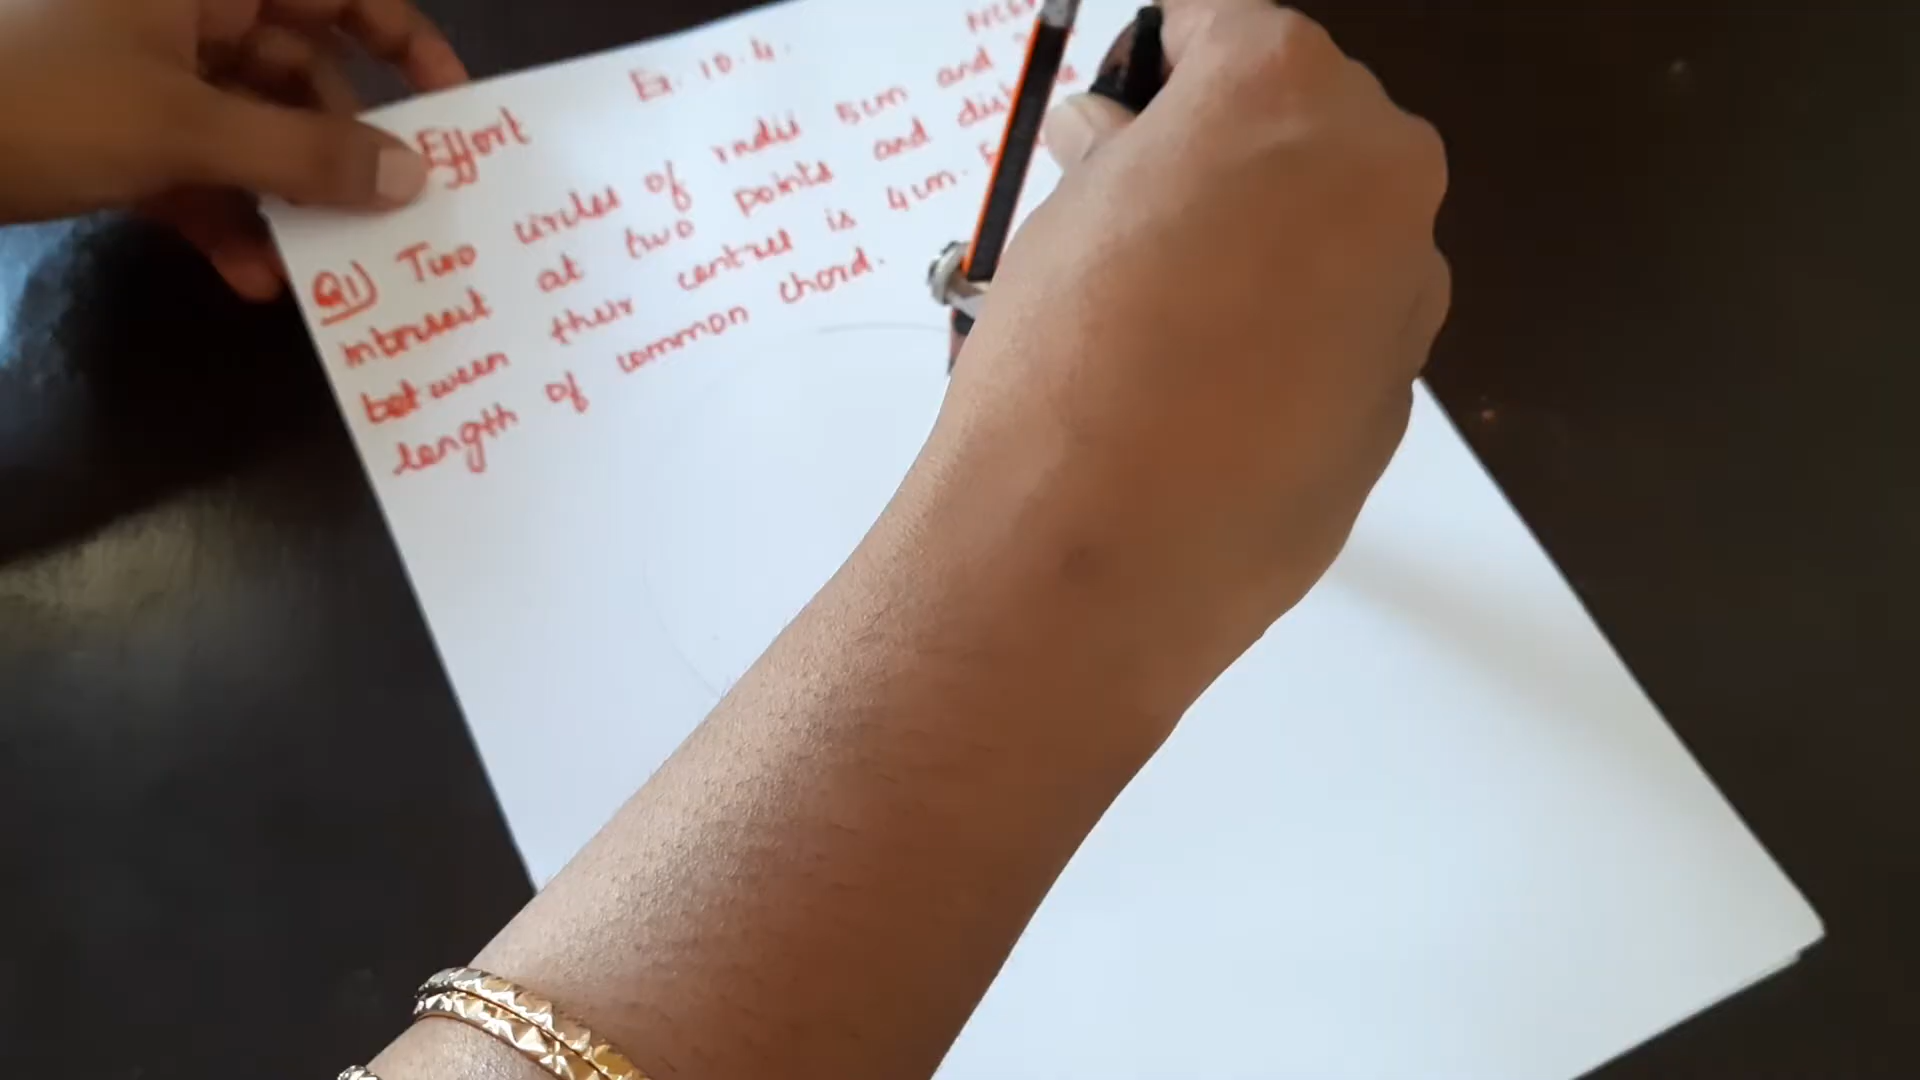 Ex. 10.4.
Effort
Q1) Two circles of radii 5cm and
intersect at two points and
between their centres is 4cm.
length of common chord.